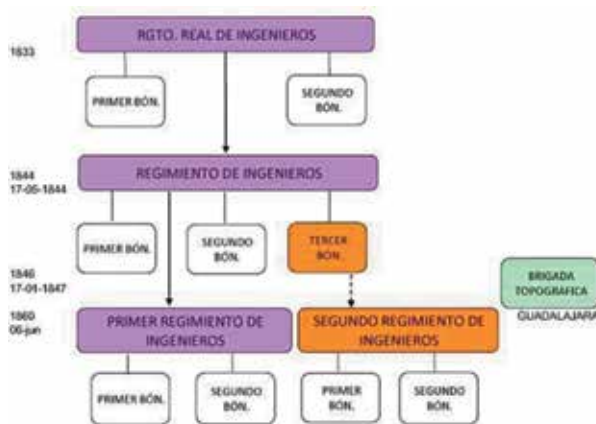 RGTO. REAL DE INGENIEROS
1833
PRIMER BÓN.
SEGUNDO
BÓN.
REGIMIENTO DE INGENIEROS
1844
17-05-1844
PRIMER BÓN.
SEGUNDO
BÓN.
TERCER
BÓN.
1846
17-01-1847
BRIGADA
TOPOGRAFICA
GUADALAJARA
1860
06-jun
PRIMER REGIMIENTO DE
INGENIEROS
SEGUNDO REGIMIENTO DE
INGENIEROS
PRIMER BÓN.
SEGUNDO
BÓN.
PRIMER
BÓN.
SEGUNDO
BÓN.